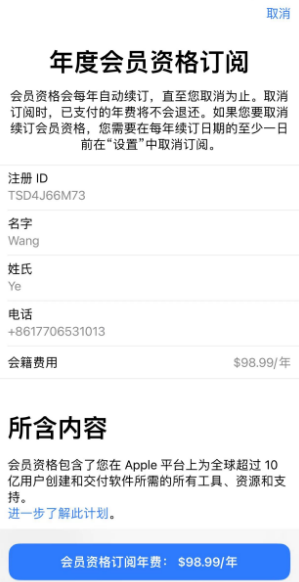 取消
年度会员资格订阅
会员资格会每年自动续订，直至您取消为止。取消
订阅时，已支付的年费将不会退还。如果您要取消
续订会员资格，您需要在每年续订日期的至少一日
前在“设置”中取消订阅。
注册 ID
TSD4J66M73
名字
Wang
姓氏
Ye
电话
+8617706531013
会籍费用 $98.99/年
所含内容
会员资格包含了您在 Apple 平台上为全球超过 10
亿用户创建和交付软件所需的所有工具、资源和支
持。
进一步了解此计划。
会员资格订阅年费： $98.99/年